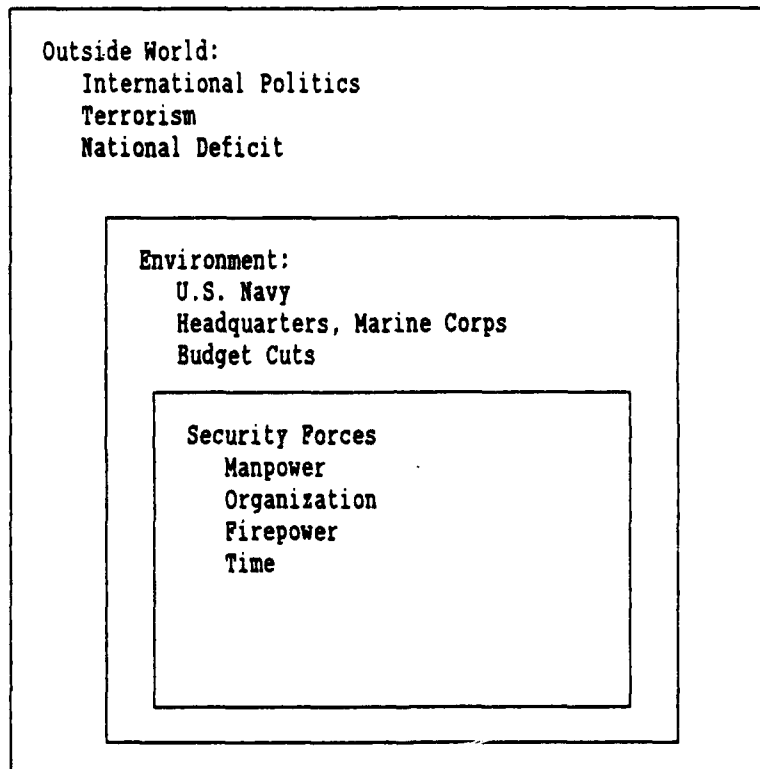 Outside World:
International Politics
Terrorism
National Deficit
Environment:
U.S. Navy
Headquarters, Marine Corps
Budget Cuts
Security Forces
Manpower
Organization
Firepower
Time